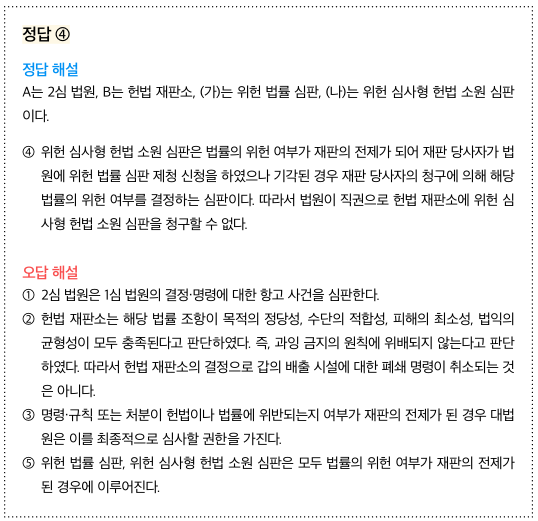 정답 ④
정답 해설
A는 2심 법원, B는 헌법 재판소, (가)는 위헌 법률 심판, (나)는 위헌 심사형 헌법 소원 심판
이다.
④ 위헌 심사형 헌법 소원 심판은 법률의 위헌 여부가 재판의 전제가 되어 재판 당사자가 법
원에 위헌 법률 심판 제청 신청을 하였으나 기각된 경우 재판 당사자의 청구에 의해 해당
법률의 위헌 여부를 결정하는 심판이다. 따라서 법원이 직권으로 헌법 재판소에 위헌 심
사형 헌법 소원 심판을 청구할 수 없다.
오답 해설
① 2심 법원은 1심 법원의 결정·명령에 대한 항고 사건을 심판한다.
② 헌법 재판소는 해당 법률 조항이 목적의 정당성, 수단의 적합성, 피해의 최소성, 법익의
균형성이 모두 충족된다고 판단하였다. 즉, 과잉 금지의 원칙에 위배되지 않는다고 판단
하였다. 따라서 헌법 재판소의 결정으로 갑의 배출 시설에 대한 폐쇄 명령이 취소되는 것
은 아니다.
③ 명령·규칙 또는 처분이 헌법이나 법률에 위반되는지 여부가 재판의 전제가 된 경우 대법
원은 이를 최종적으로 심사할 권한을 가진다.
⑤ 위헌 법률 심판, 위헌 심사형 헌법 소원 심판은 모두 법률의 위헌 여부가 재판의 전제가
된 경우에 이루어진다.